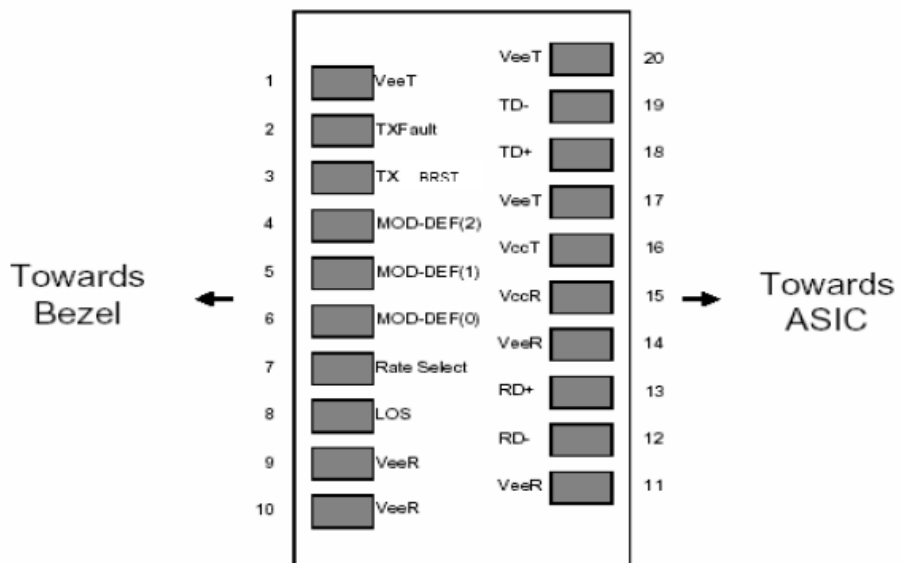 1 VeeT
2 TXFault
3 TX BRST
4 MOD-DEF(2)
5 MOD-DEF(1)
6 MOD-DEF(0)
7 Rate Select
8 LOS
9 VeeR
10 VeeR
VeeT 20
TD- 19
TD+ 18
VeeT 17
VccT 16
VccR 15
VeeR 14
RD+ 13
RD- 12
VeeR 11
Towards
Bezel
Towards
ASIC